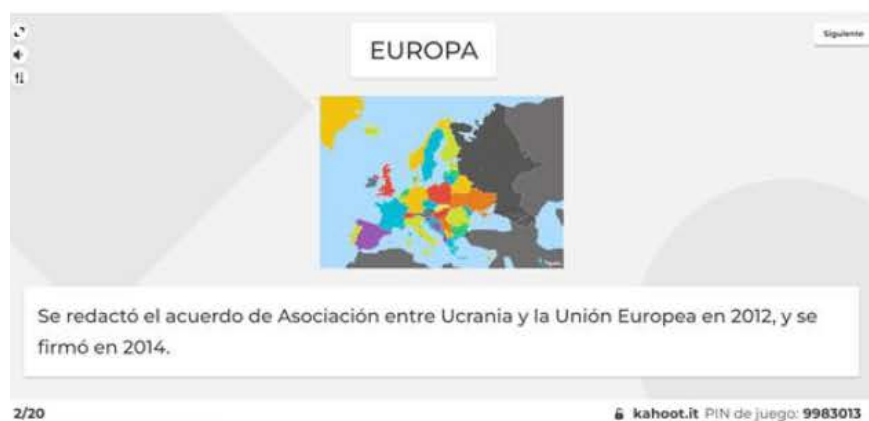 EUROPA
Siguiente
Se redactó el acuerdo de Asociación entre Ucrania y la Unión Europea en 2012, y se
firmó en 2014.
2/20
kahoot.it PIN de juego: 9983013